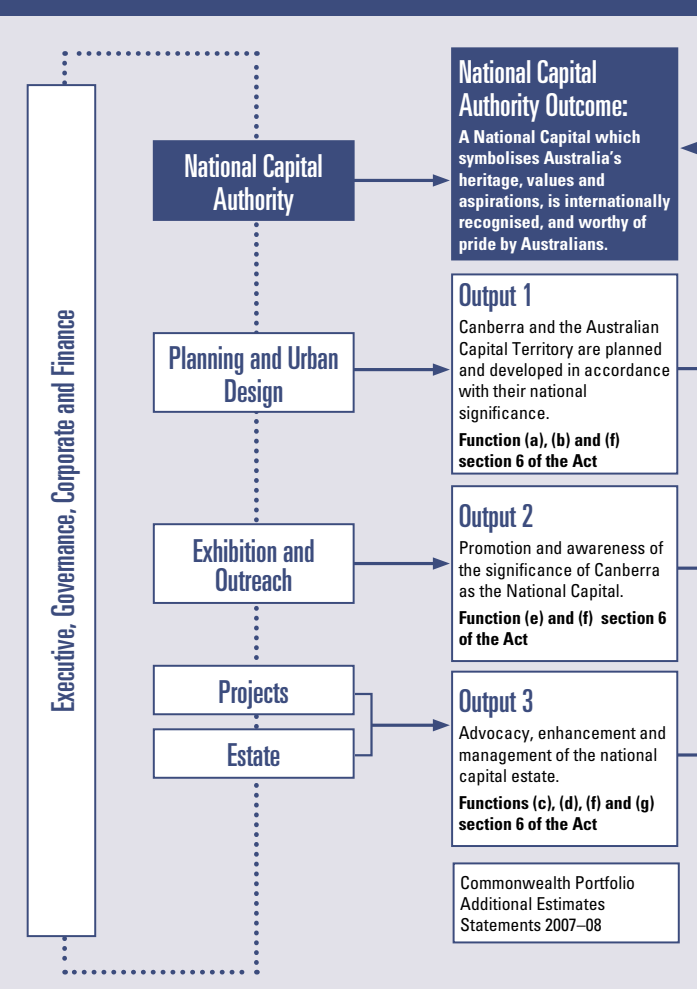 Executive, Governance, Corporate and Finance
National Capital
Authority
Planning and Urban
Design
Exhibition and
Outreach
Projects
Estate
National Capital
Authority Outcome:
A National Capital which
symbolises Australia's
heritage, values and
aspirations, is internationally
recognised, and worthy of
pride by Australians.
Output 1
Canberra and the Australian
Capital Territory are planned
and developed in accordance
with their national
significance.
Function (a), (b) and (f)
section 6 of the Act
Output 2
Promotion and awareness of
the significance of Canberra
as the National Capital.
Function (e) and (f) section 6
of the Act
Output 3
Advocacy, enhancement and
management of the national
capital estate.
Functions (c), (d), (f) and (g)
section 6 of the Act
Commonwealth Portfolio
Additional Estimates
Statements 2007–08